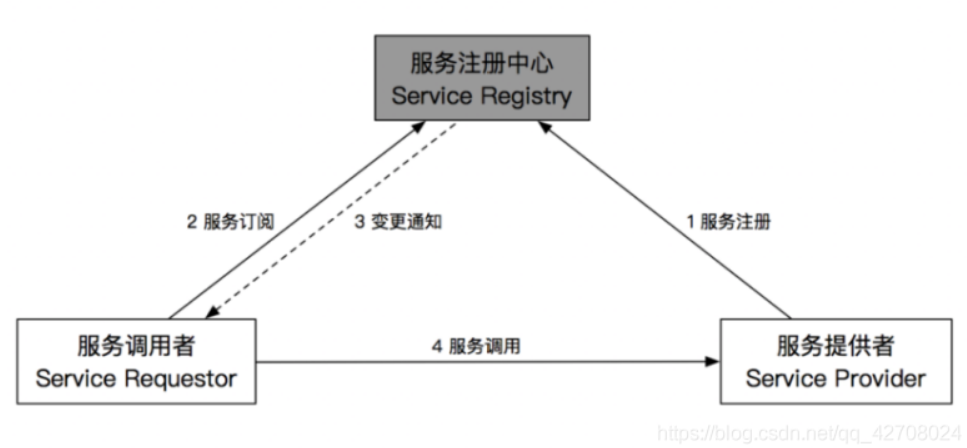 服务注册中心
Service Registry
2 服务订阅
3 变更通知
1 服务注册
服务调用者
Service Requestor
4 服务调用
服务提供者
Service Provider
https://blog.csdn.net/qq_42708024